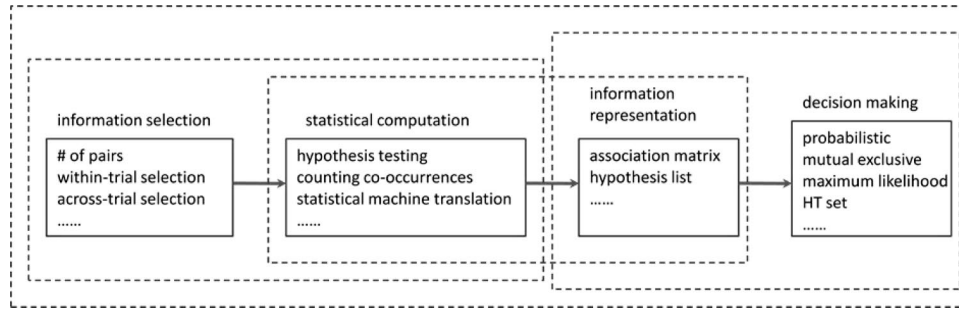 information selection
# of pairs
within-trial selection
across-trial selection
......
statistical computation
hypothesis testing
counting co-occurrences
statistical machine translation
......
information
representation
association matrix
hypothesis list
......
decision making
probabilistic
mutual exclusive
maximum likelihood
HT set
......